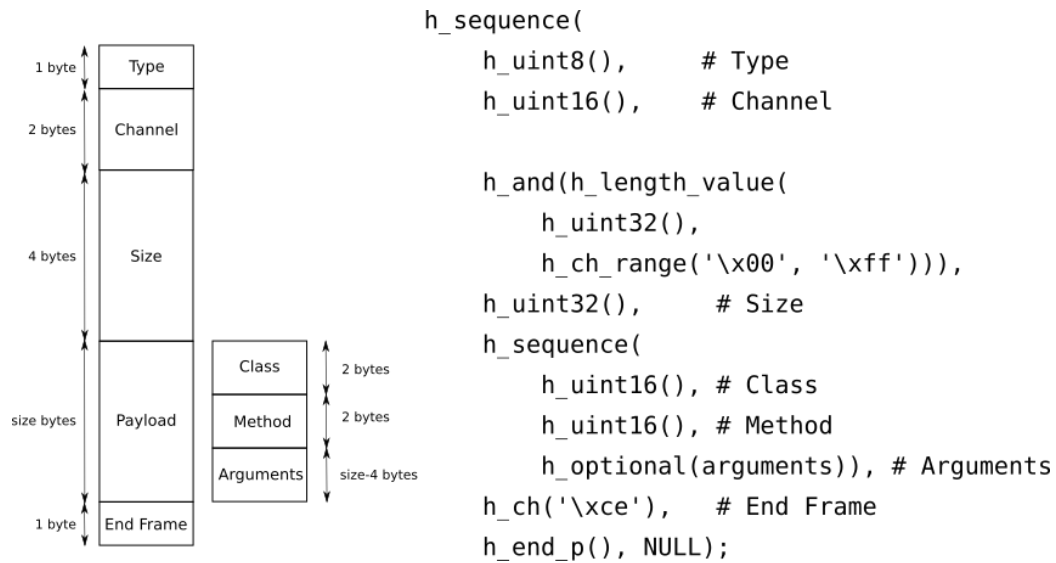 1 byte
Type
2 bytes
Channel
4 bytes
Size
size bytes
Payload
Class
2 bytes
Method
2 bytes
Arguments
size-4 bytes
1 byte
End Frame
h_sequence(
h_uint8(), # Type
h_uint16(), # Channel
h_and(h_length_value(
h_uint32(),
h_ch_range('\x00', '\xff'))),
h_uint32(), # Size
h_sequence(
h_uint16(), # Class
h_uint16(), # Method
h_optional(arguments)), # Arguments
h_ch('\xce'), # End Frame
h_end_p(), NULL);